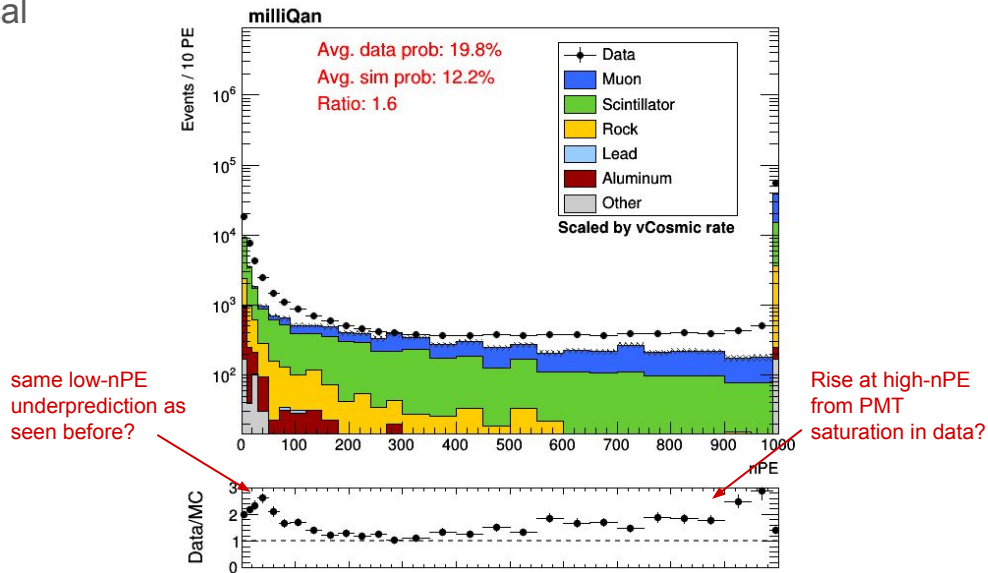 al
milliQan
Avg. data prob: 19.8%
Avg. sim prob: 12.2%
Ratio: 1.6
Data
Muon
Scintillator
Rock
Lead
Aluminum
Other
Scaled by vCosmic rate
Events / 10 PE
10^6
10^5
10^4
10^3
10^2
0 100 200 300 400 500 600 700 800 900 1000
nPE
same low-nPE
underprediction as
seen before?
Rise at high-nPE
from PMT
saturation in data?
Data/MC
3
2
1
0